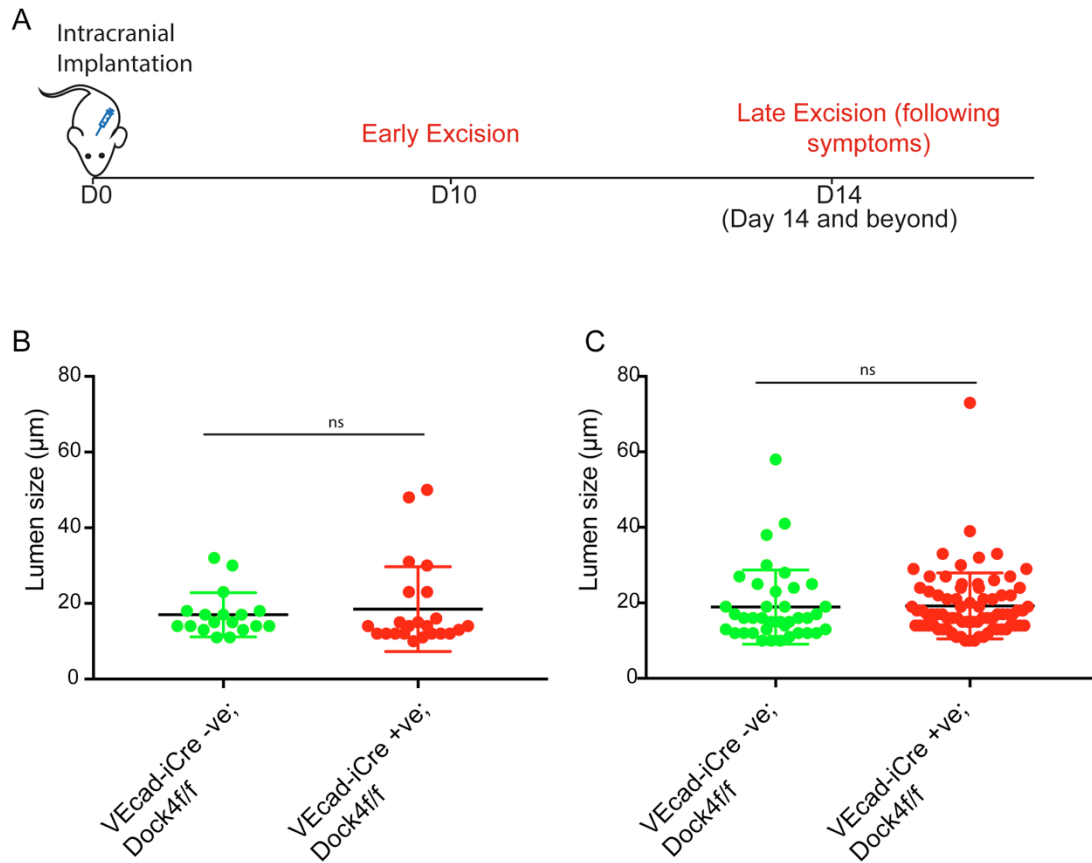 A
Intracranial
Implantation
Early Excision
Late Excision (following
symptoms)
D0
D10
D14
(Day 14 and beyond)
B
80
60
40
20
0
Lumen size (µm)
ns
VEcad-iCre -ve;
Dock4f/f
VEcad-iCre +ve;
Dock4f/f
C
80
60
40
20
0
Lumen size (µm)
ns
VEcad-iCre -ve;
Dock4f/f
VEcad-iCre +ve;
Dock4f/f